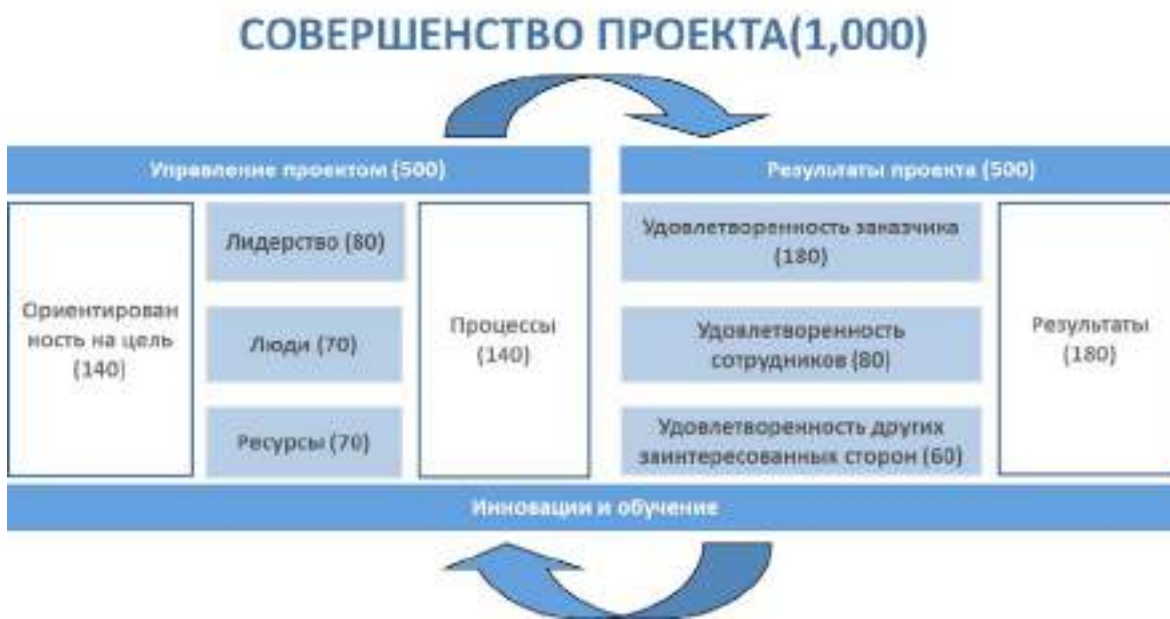 СОВЕРШЕНСТВО ПРОЕКТА(1,000)
Управление проектом (500)
Ориентирован
ность на цель
(140)
Лидерство (80)
Люди (70)
Ресурсы (70)
Процессы
(140)
Результаты проекта (500)
Удовлетворенность заказчика
(180)
Удовлетворенность
сотрудников (80)
Удовлетворенность других
заинтересованных сторон (60)
Результаты
(180)
Инновации и обучение